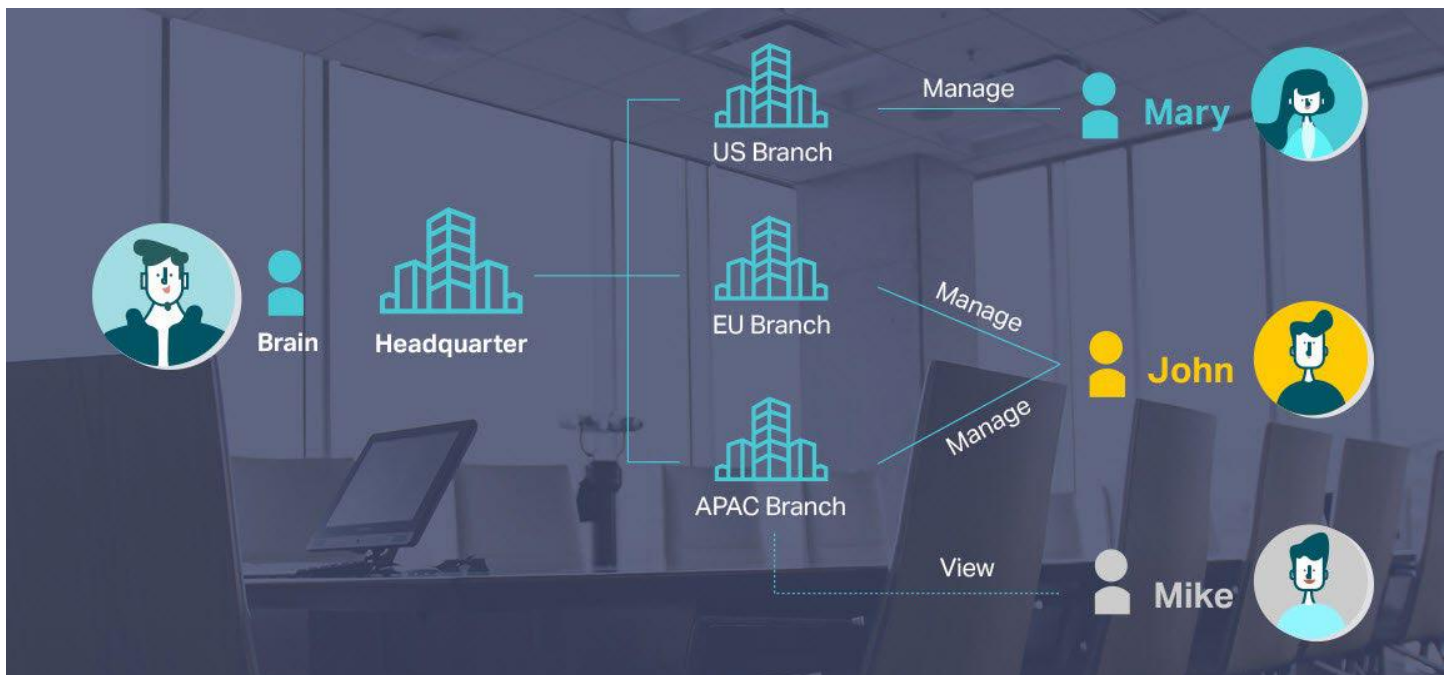 Manage
Mary
US Branch
Brain
Headquarter
EU Branch
Manage
John
Manage
APAC Branch
View
Mike